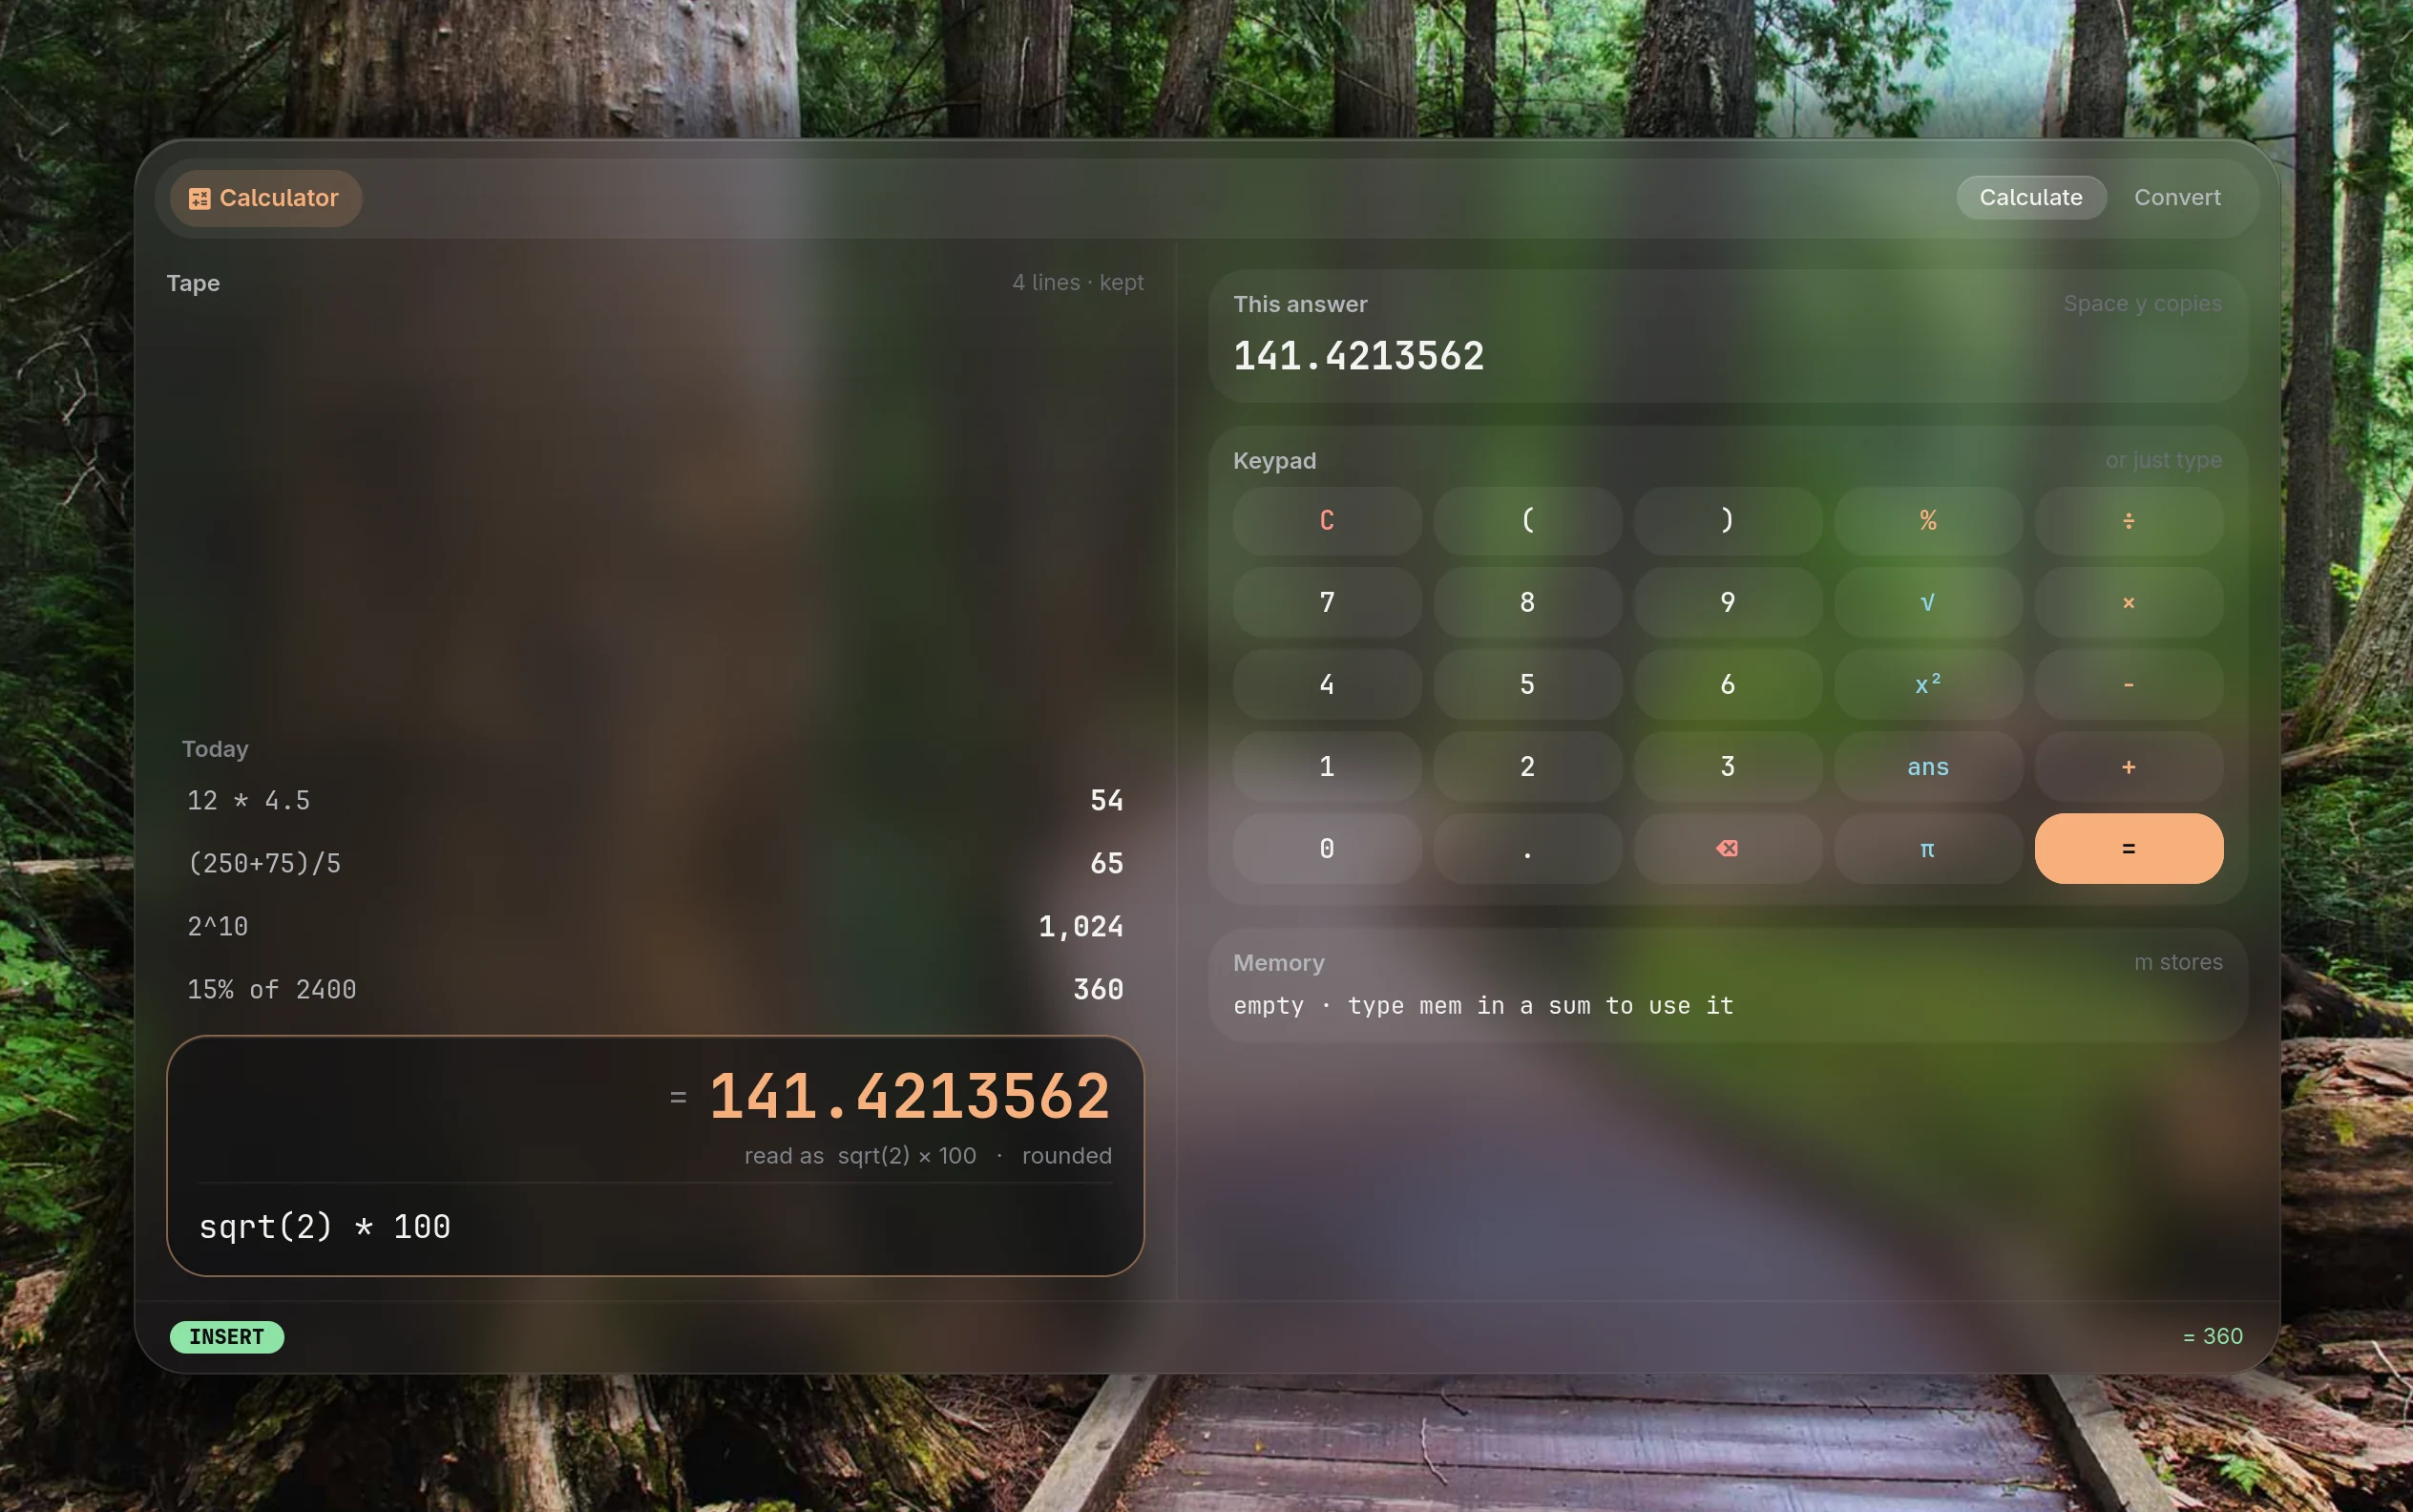 Calculator
Calculate Convert
Tape 4 lines · kept
Today
12 * 4.5 54
(250+75)/5 65
2^10 1,024
15% of 2400 360
= 141.4213562
read as sqrt(2) × 100 · rounded
sqrt(2) * 100
This answer Space y copies
141.4213562
Keypad or just type
C ( ) % ÷
7 8 9 √ ×
4 5 6 x² -
1 2 3 ans +
0 . π =
Memory m stores
empty · type mem in a sum to use it
INSERT = 360